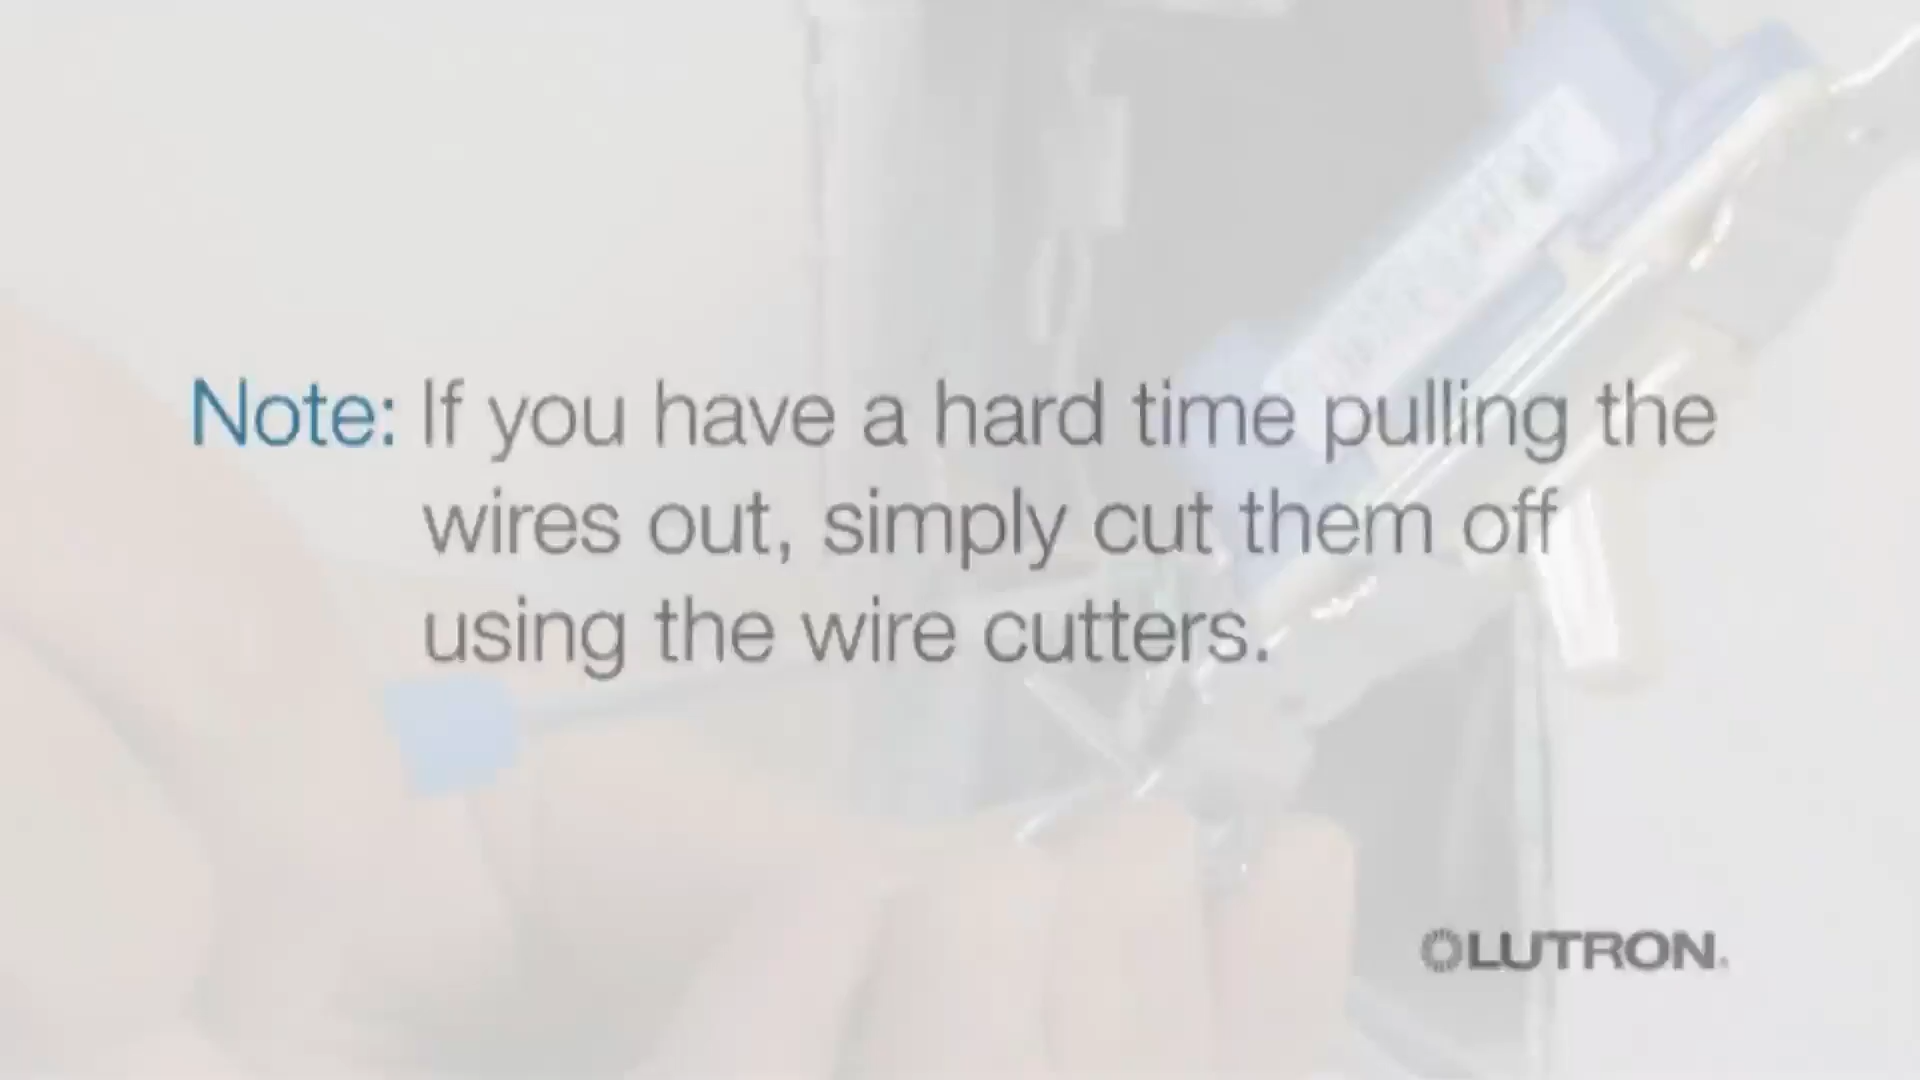 Note: If you have a hard time pulling the
wires out, simply cut them off
using the wire cutters.
LUTRON.